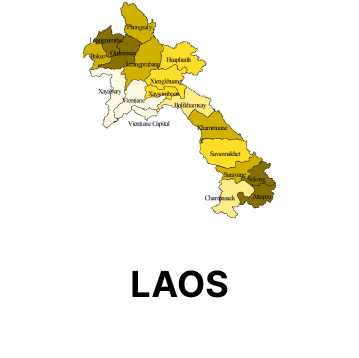 Phongsaly
Luangnamtha
Bokeo
Oudomxay
Luangprabang
Huaphanh
Xiengkhuang
Xayabury
Xaysomboun
Vientiane
Bolikhamsay
Vientiane Capital
Khammuane
Savannakhet
Saravane
Sekong
Champasack
Attapeu
LAOS